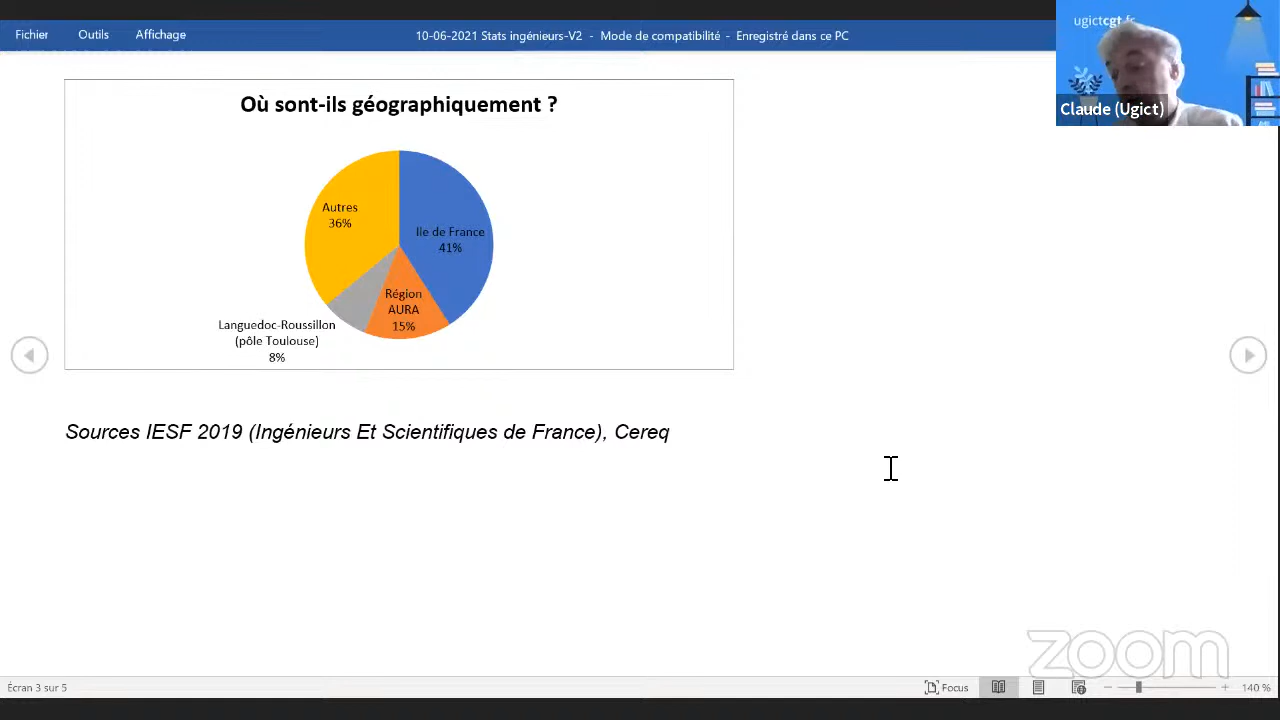 Fichier Outils Affichage 10-06-2021 Stats ingénieurs-V2 - Mode de compatibilité - Enregistré dans ce PC
ugictcgt.fr
Claude (Ugict)
Où sont-ils géographiquement ?
Autres
36%
Ile de France
41%
Région
AURA
15%
Languedoc-Roussillon
(pôle Toulouse)
8%
Sources IESF 2019 (Ingénieurs Et Scientifiques de France), Cereq
zoom
Écran 3 sur 5 Focus 140 %